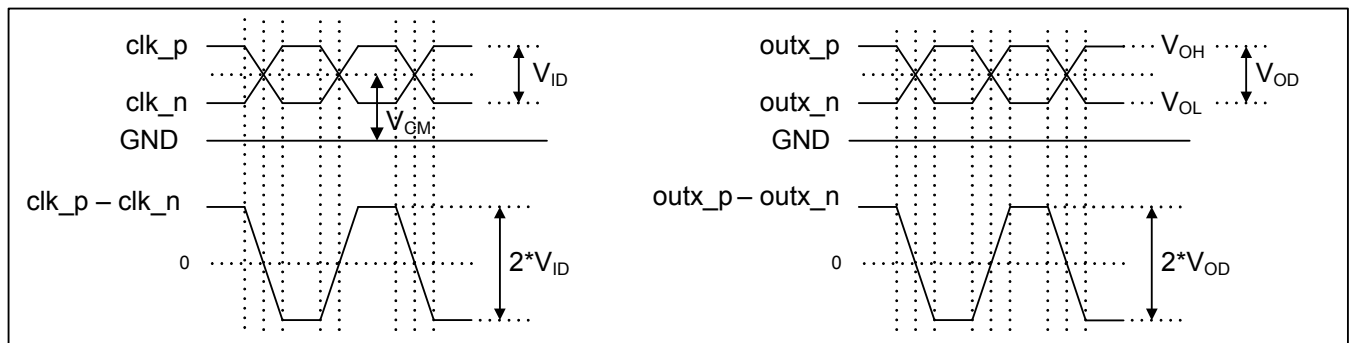 clk_p
clk_n
V_ID
V_CM
GND
clk_p – clk_n
0
2*V_ID
outx_p
outx_n
V_OH
V_OL
V_OD
GND
outx_p – outx_n
0
2*V_OD